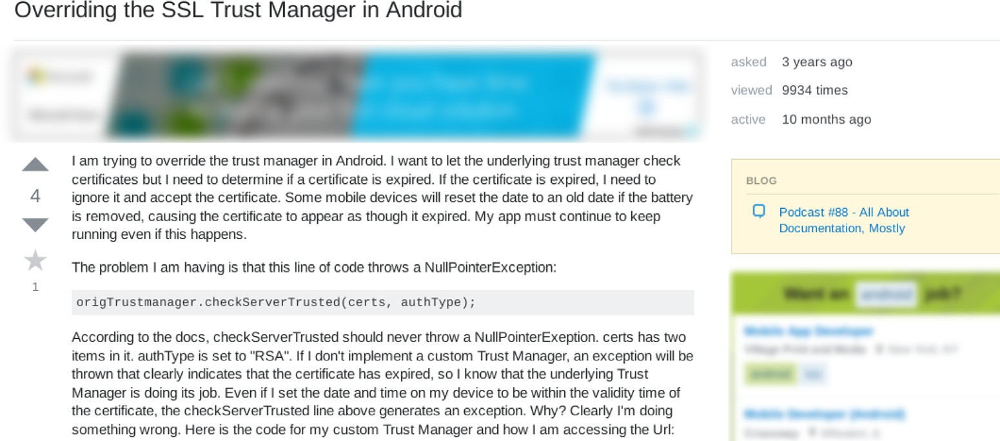 Overriding the SSL Trust Manager in Android
asked 3 years ago
viewed 9934 times
active 10 months ago
4
1
I am trying to override the trust manager in Android. I want to let the underlying trust manager check
certificates but I need to determine if a certificate is expired. If the certificate is expired, I need to
ignore it and accept the certificate. Some mobile devices will reset the date to an old date if the battery
is removed, causing the certificate to appear as though it expired. My app must continue to keep
running even if this happens.
The problem I am having is that this line of code throws a NullPointerException:
origTrustmanager.checkServerTrusted(certs, authType);
According to the docs, checkServerTrusted should never throw a NullPointerExeption. certs has two
items in it. authType is set to "RSA". If I don't implement a custom Trust Manager, an exception will be
thrown that clearly indicates that the certificate has expired, so I know that the underlying Trust
Manager is doing its job. Even if I set the date and time on my device to be within the validity time of
the certificate, the checkServerTrusted line above generates an exception. Why? Clearly I'm doing
something wrong. Here is the code for my custom Trust Manager and how I am accessing the Url:
BLOG
Podcast #88 - All About
Documentation, Mostly
Want an android job?
Mobile App Developer
android
Mobile Developer (Android)